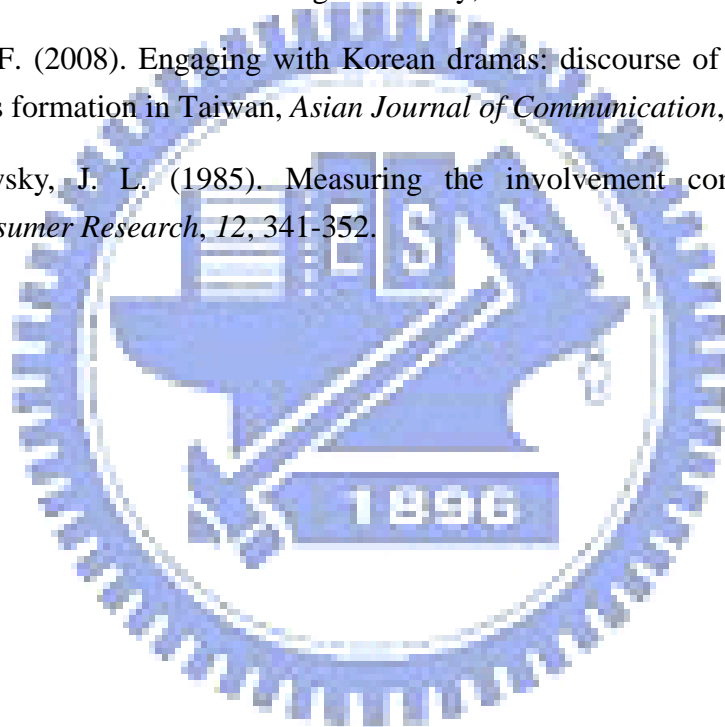 F. (2008). Engaging with Korean dramas: discourse of
s formation in Taiwan, Asian Journal of Communication,
vsky, J. L. (1985). Measuring the involvement con
sumer Research, 12, 341-352.
E S A
1896